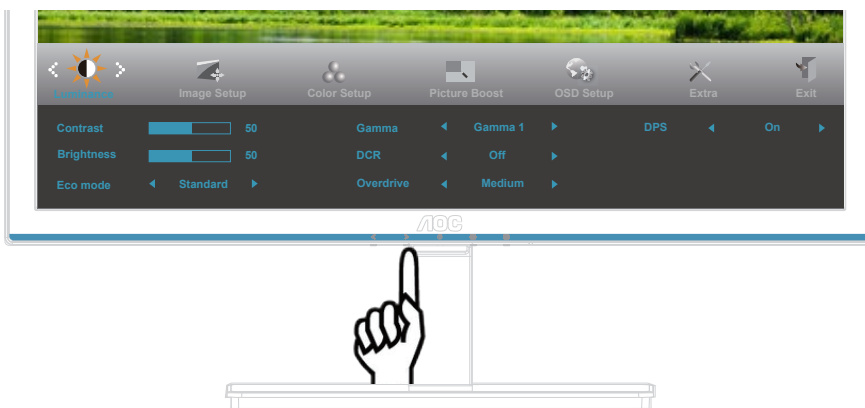 Luminance Image Setup Color Setup Picture Boost OSD Setup Extra Exit
Contrast 50 Gamma Gamma 1 DPS On
Brightness 50 DCR Off
Eco mode Standard Overdrive Medium
AOC